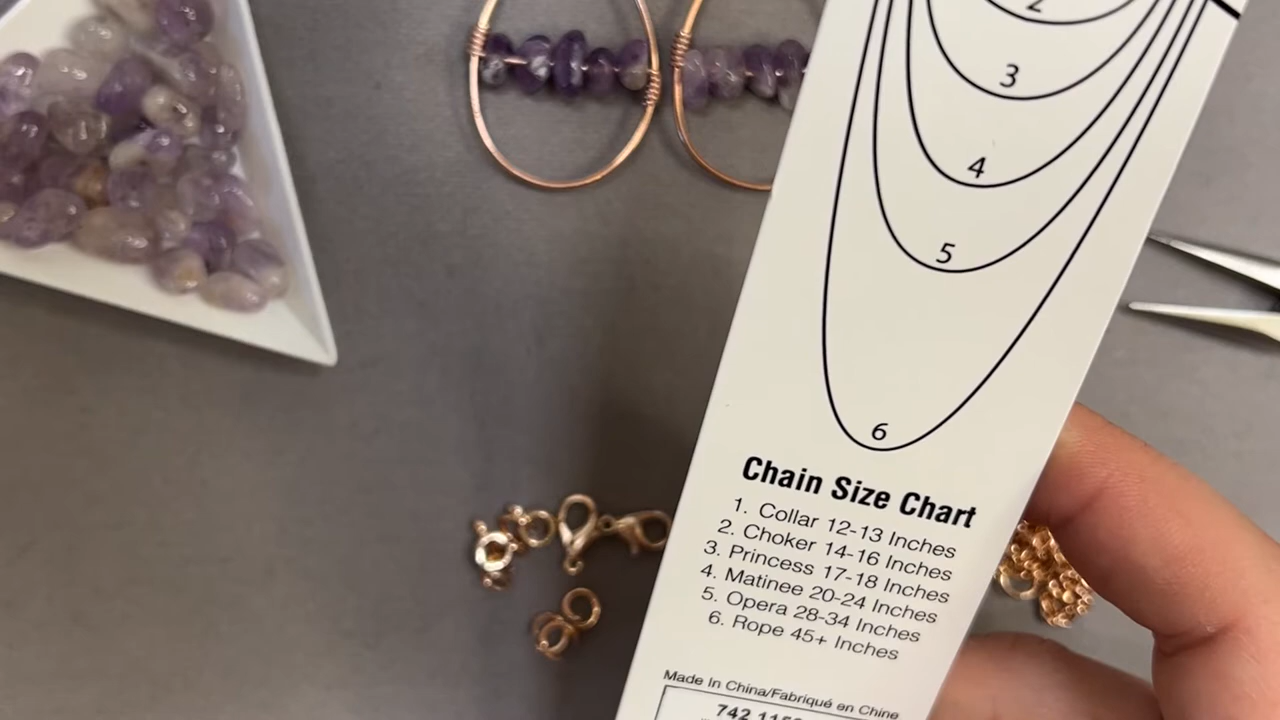 2
3
4
5
6
Chain Size Chart
1. Collar 12-13 Inches
2. Choker 14-16 Inches
3. Princess 17-18 Inches
4. Matinee 20-24 Inches
5. Opera 28-34 Inches
6. Rope 45+ Inches
Made In China/Fabriqué en Chine
742